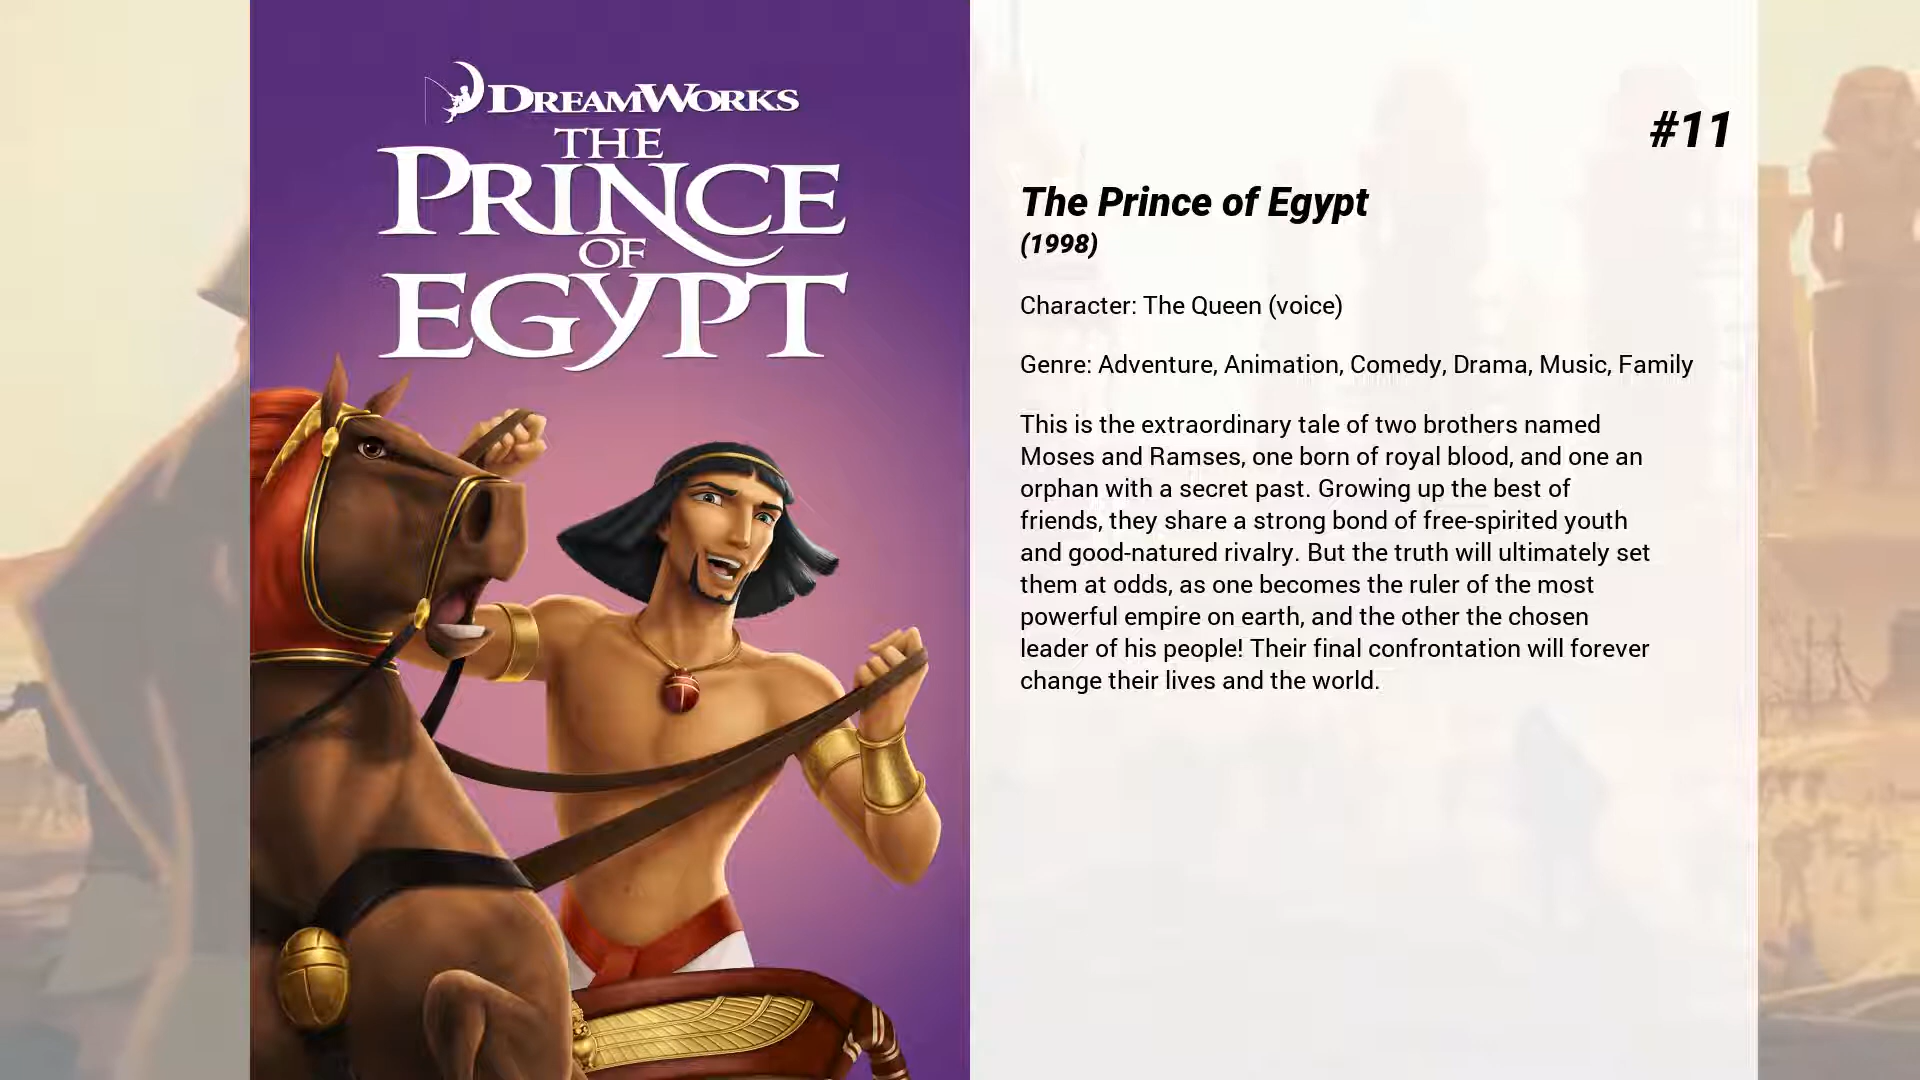 DREAMWORKS
THE
PRINCE
OF
EGYPT
#11
The Prince of Egypt
(1998)
Character: The Queen (voice)
Genre: Adventure, Animation, Comedy, Drama, Music, Family
This is the extraordinary tale of two brothers named
Moses and Ramses, one born of royal blood, and one an
orphan with a secret past. Growing up the best of
friends, they share a strong bond of free-spirited youth
and good-natured rivalry. But the truth will ultimately set
them at odds, as one becomes the ruler of the most
powerful empire on earth, and the other the chosen
leader of his people! Their final confrontation will forever
change their lives and the world.